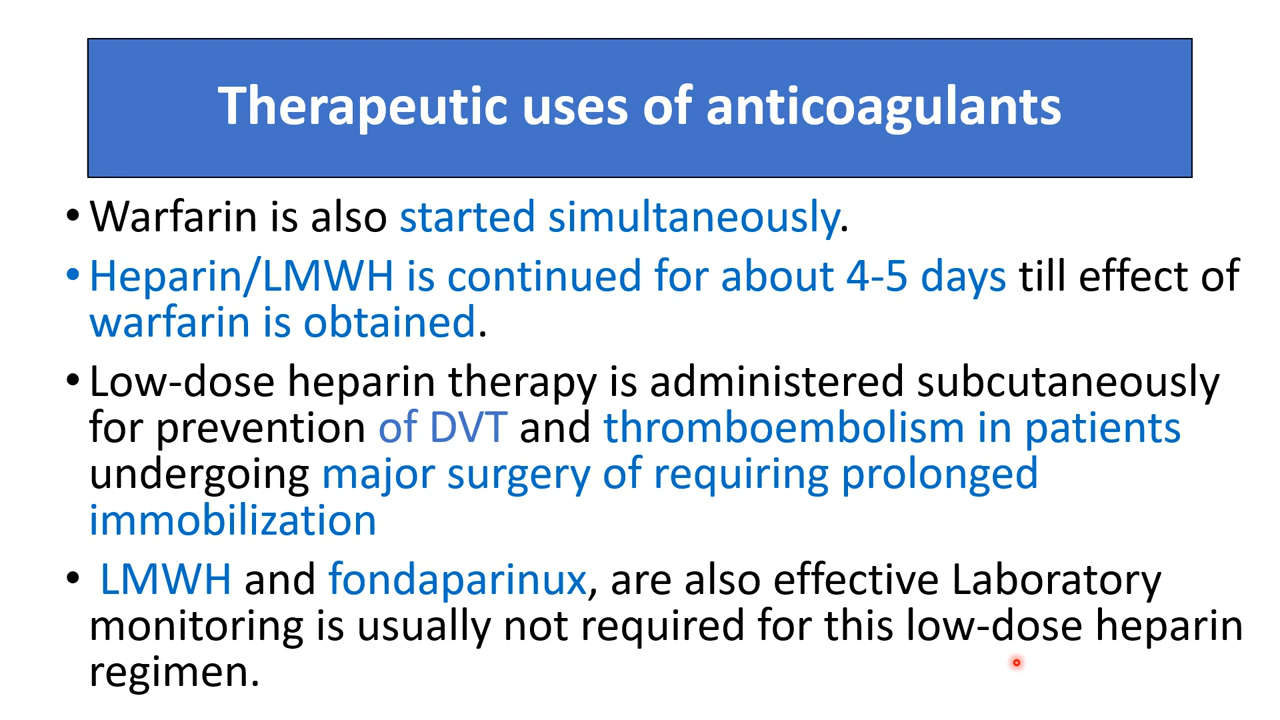 Therapeutic uses of anticoagulants
• Warfarin is also started simultaneously.
• Heparin/LMWH is continued for about 4-5 days till effect of
warfarin is obtained.
• Low-dose heparin therapy is administered subcutaneously
for prevention of DVT and thromboembolism in patients
undergoing major surgery of requiring prolonged
immobilization
• LMWH and fondaparinux, are also effective Laboratory
monitoring is usually not required for this low-dose heparin
regimen.